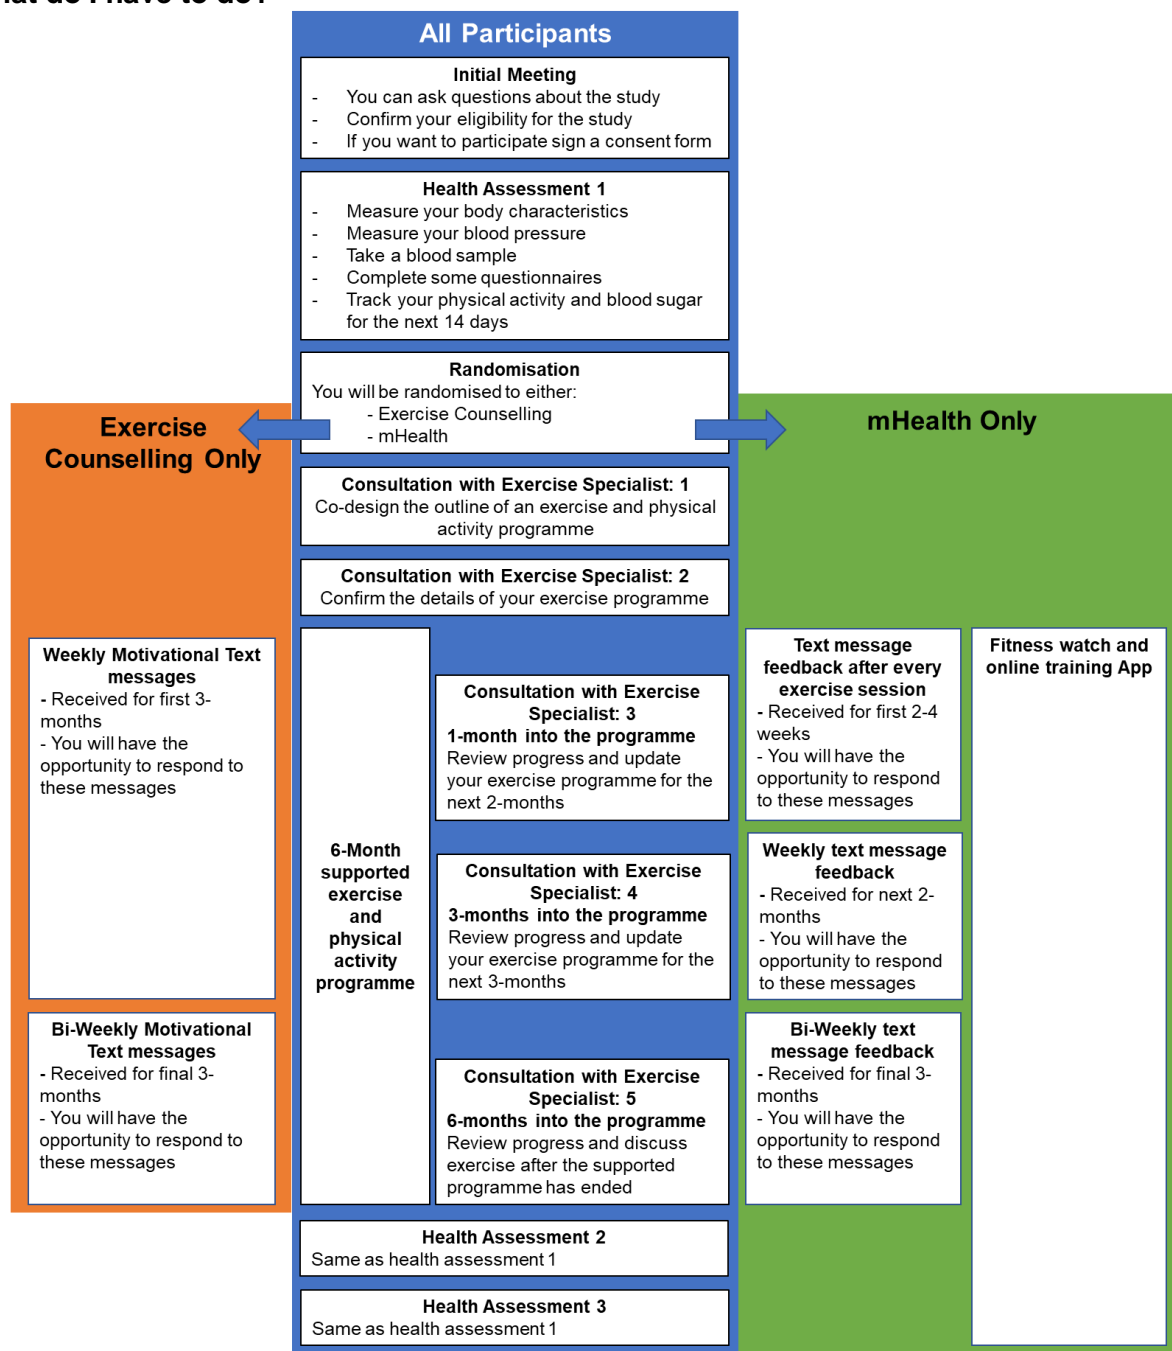 hat do I have to do?
All Participants
Initial Meeting
- You can ask questions about the study
- Confirm your eligibility for the study
- If you want to participate sign a consent form
Health Assessment 1
- Measure your body characteristics
- Measure your blood pressure
- Take a blood sample
- Complete some questionnaires
- Track your physical activity and blood sugar
for the next 14 days
Randomisation
You will be randomised to either:
- Exercise Counselling
- mHealth
Exercise
Counselling Only
mHealth Only
Consultation with Exercise Specialist: 1
Co-design the outline of an exercise and physical
activity programme
Consultation with Exercise Specialist: 2
Confirm the details of your exercise programme
Weekly Motivational Text
messages
- Received for first 3-
months
- You will have the
opportunity to respond to
these messages
Bi-Weekly Motivational
Text messages
- Received for final 3-
months
- You will have the
opportunity to respond to
these messages
6-Month
supported
exercise
and
physical
activity
programme
Consultation with Exercise
Specialist: 3
1-month into the programme
Review progress and update
your exercise programme for the
next 2-months
Consultation with Exercise
Specialist: 4
3-months into the programme
Review progress and update
your exercise programme for the
next 3-months
Consultation with Exercise
Specialist: 5
6-months into the programme
Review progress and discuss
exercise after the supported
programme has ended
Text message
feedback after every
exercise session
- Received for first 2-4
weeks
- You will have the
opportunity to respond
to these messages
Weekly text message
feedback
- Received for next 2-
months
- You will have the
opportunity to respond
to these messages
Bi-Weekly text
message feedback
- Received for final 3-
months
- You will have the
opportunity to respond
to these messages
Fitness watch and
online training App
Health Assessment 2
Same as health assessment 1
Health Assessment 3
Same as health assessment 1